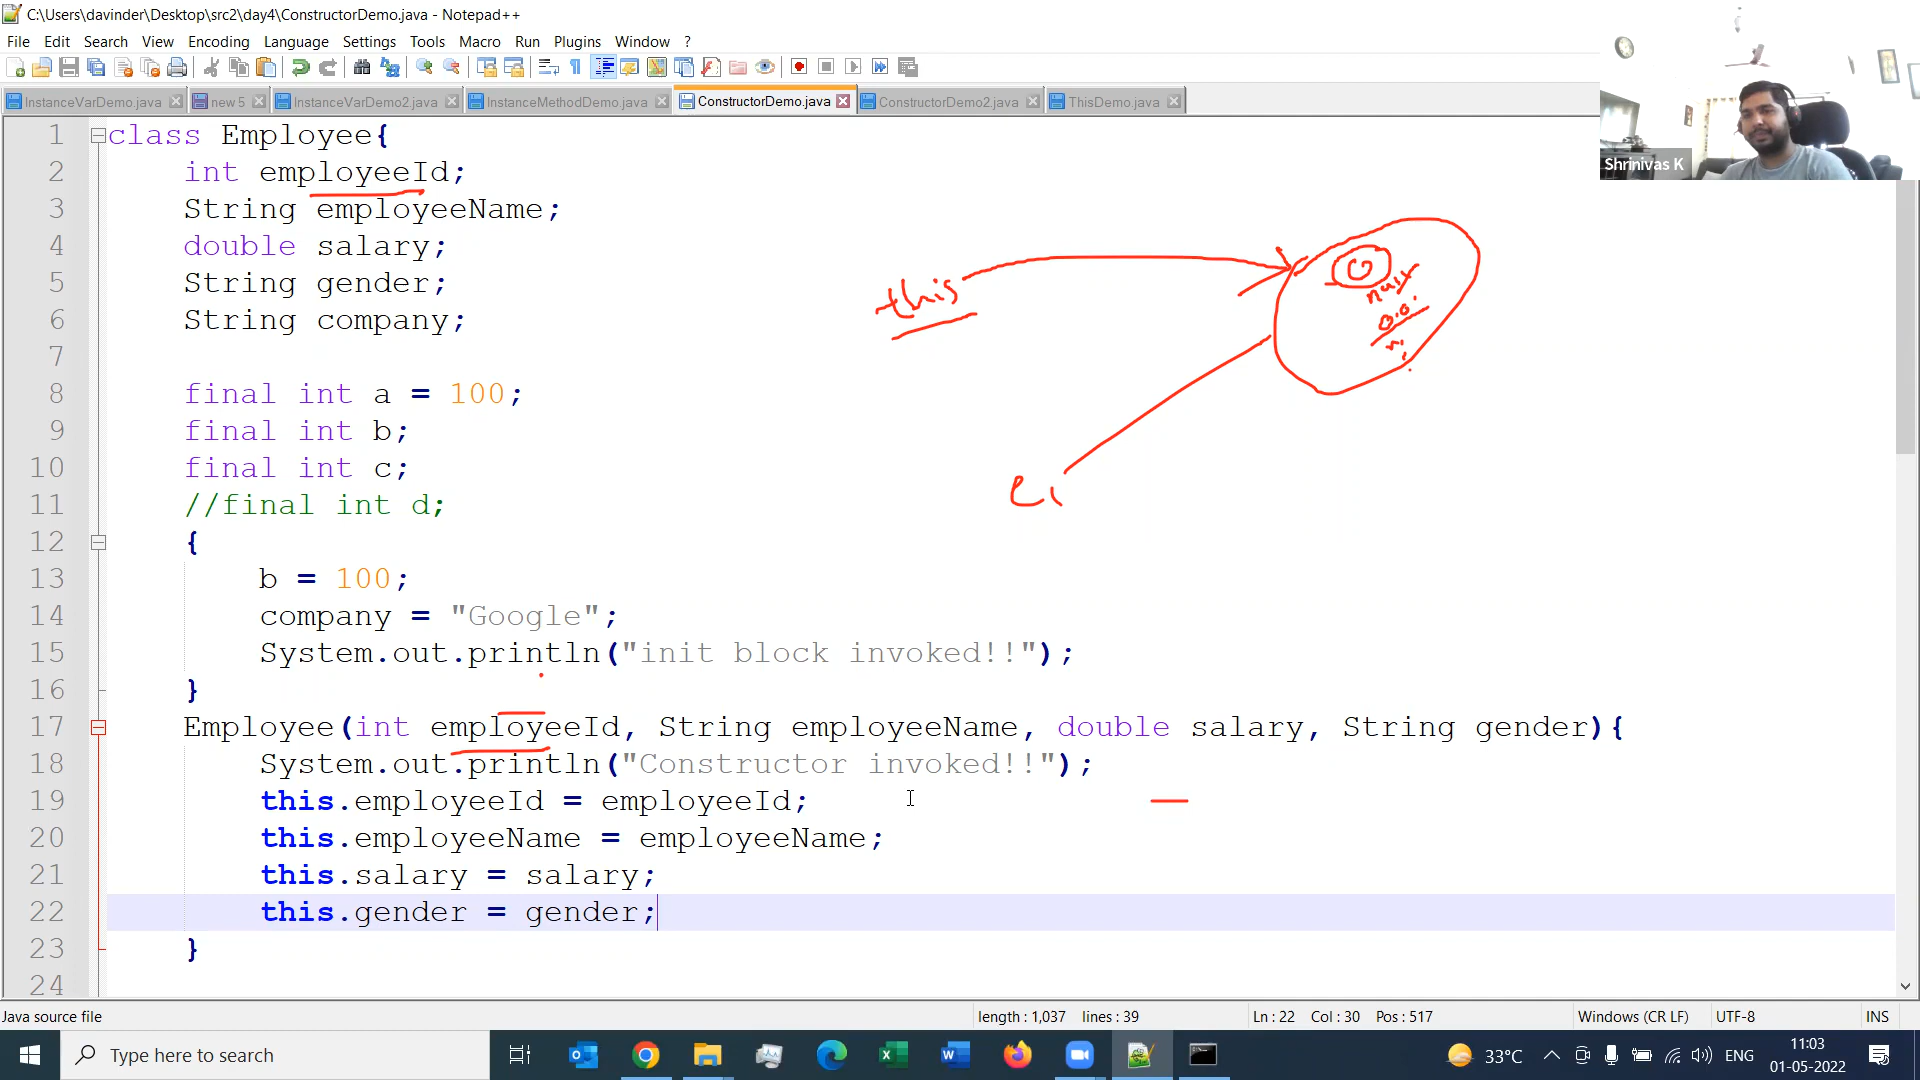 C:\Users\davinder\Desktop\src2\day4\ConstructorDemo.java - Notepad++
File Edit Search View Encoding Language Settings Tools Macro Run Plugins Window ?
InstanceVarDemo.java new 5 InstanceVarDemo2.java InstanceMethodDemo.java ConstructorDemo.java ConstructorDemo2.java ThisDemo.java
Shrinivas K
1 class Employee{
2 int employeeId;
3 String employeeName;
4 double salary;
5 String gender;
6 String company;
7
8 final int a = 100;
9 final int b;
10 final int c;
11 //final int d;
12 {
13 b = 100;
14 company = "Google";
15 System.out.println("init block invoked!!");
16 }
17 Employee(int employeeId, String employeeName, double salary, String gender){
18 System.out.println("Constructor invoked!!");
19 this.employeeId = employeeId;
20 this.employeeName = employeeName;
21 this.salary = salary;
22 this.gender = gender;
23 }
24
this
null
0.0
e1
Java source file length : 1,037 lines : 39 Ln : 22 Col : 30 Pos : 517 Windows (CR LF) UTF-8 INS
Type here to search 33°C ENG 11:03
01-05-2022